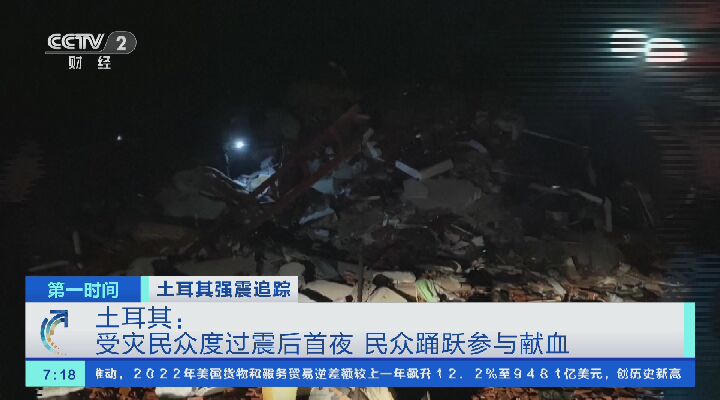 CCTV 2
财经
第一时间
土耳其强震追踪
土耳其：
受灾民众度过震后首夜 民众踊跃参与献血
7:18
推动，2022年美国货物和服务贸易逆差额较上一年飙升12．2％至9481亿美元，创历史新高